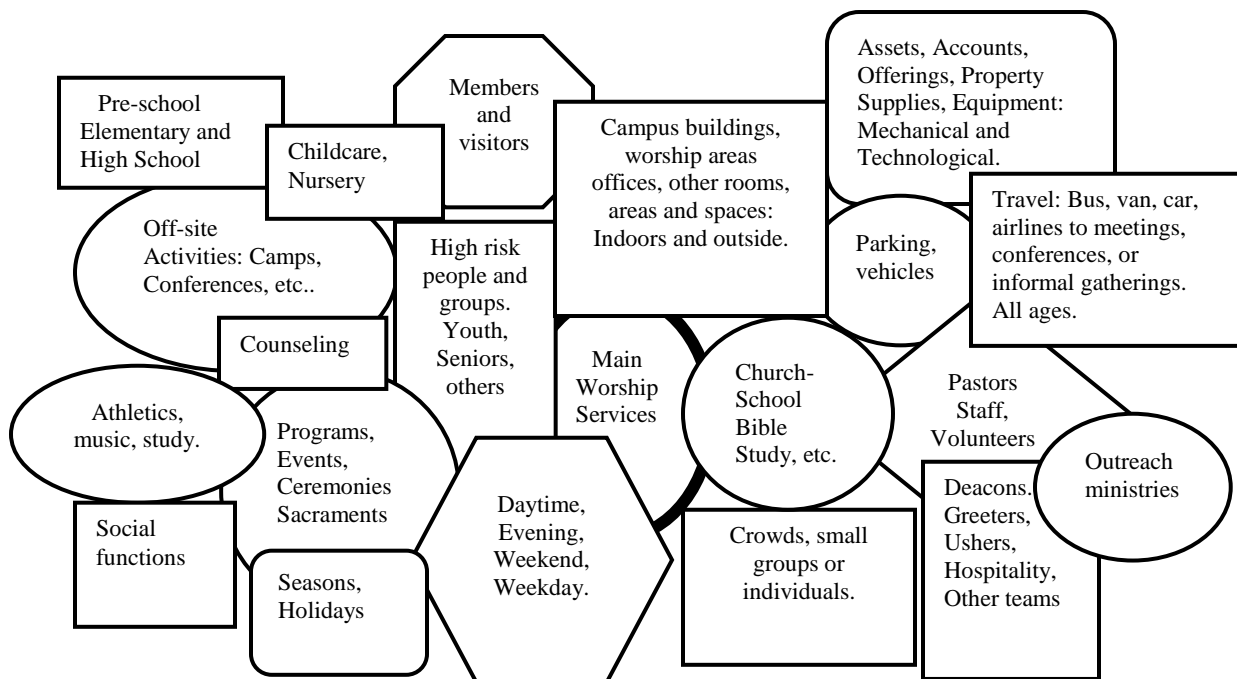 Pre-school
Elementary and
High School
Childcare,
Nursery
Members
and
visitors
Campus buildings,
worship areas
offices, other rooms,
areas and spaces:
Indoors and outside.
Assets, Accounts,
Offerings, Property
Supplies, Equipment:
Mechanical and
Technological.
Off-site
Activities: Camps,
Conferences, etc..
High risk
people and
groups.
Youth,
Seniors,
others
Parking,
vehicles
Travel: Bus, van, car,
airlines to meetings,
conferences, or
informal gatherings.
All ages.
Counseling
Main
Worship
Services
Church-
School
Bible
Study, etc.
Pastors
Staff,
Volunteers
Athletics,
music, study.
Programs,
Events,
Ceremonies
Sacraments
Outreach
ministries
Social
functions
Seasons,
Holidays
Daytime,
Evening,
Weekend,
Weekday.
Crowds, small
groups or
individuals.
Deacons.
Greeters,
Ushers,
Hospitality,
Other teams